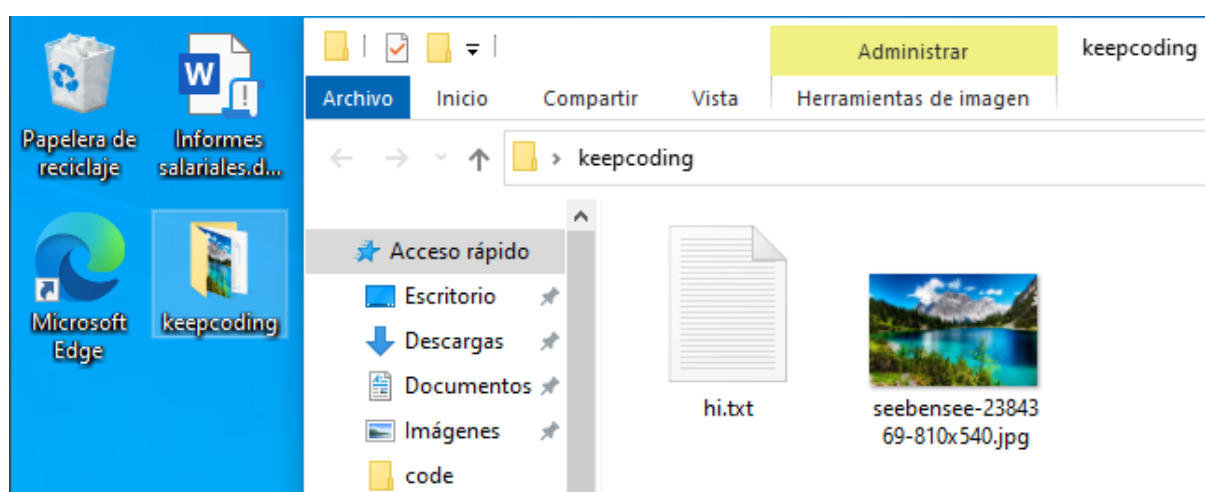 Papelera de
reciclaje
Informes
salariales.d...
Microsoft
Edge
keepcoding
Administrar
keepcoding
Archivo
Inicio
Compartir
Vista
Herramientas de imagen
keepcoding
Acceso rápido
Escritorio
Descargas
Documentos
Imágenes
code
hi.txt
seebensee-23843
69-810x540.jpg